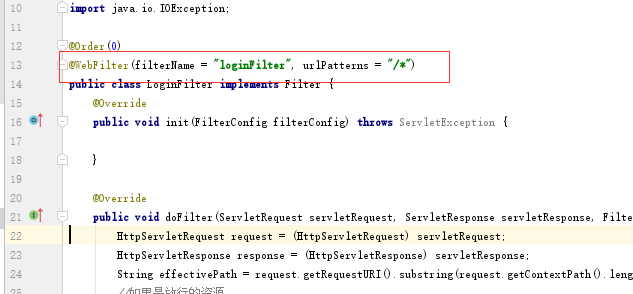 10 import java.io.IOException;
11
12 @Order(0)
13 @WebFilter(filterName = "loginFilter", urlPatterns = "/*")
14 public class LoginFilter implements Filter {
15 @Override
16 public void init(FilterConfig filterConfig) throws ServletException {
17
18 }
19
20 @Override
21 public void doFilter(ServletRequest servletRequest, ServletResponse servletResponse, Filte
22 HttpServletRequest request = (HttpServletRequest) servletRequest;
23 HttpServletResponse response = (HttpServletResponse) servletResponse;
24 String effectivePath = request.getRequestURI().substring(request.getContextPath().leng
25 //如果是放行的资源